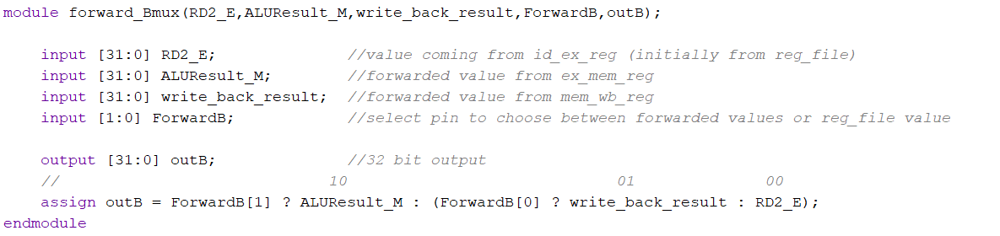 module forward_Bmux(RD2_E,ALUResult_M,write_back_result,ForwardB,outB);
input [31:0] RD2_E; //value coming from id_ex_reg (initially from reg_file)
input [31:0] ALUResult_M; //forwarded value from ex_mem_reg
input [31:0] write_back_result; //forwarded value from mem_wb_reg
input [1:0] ForwardB; //select pin to choose between forwarded values or reg_file value
output [31:0] outB; //32 bit output
// 10 01 00
assign outB = ForwardB[1] ? ALUResult_M : (ForwardB[0] ? write_back_result : RD2_E);
endmodule